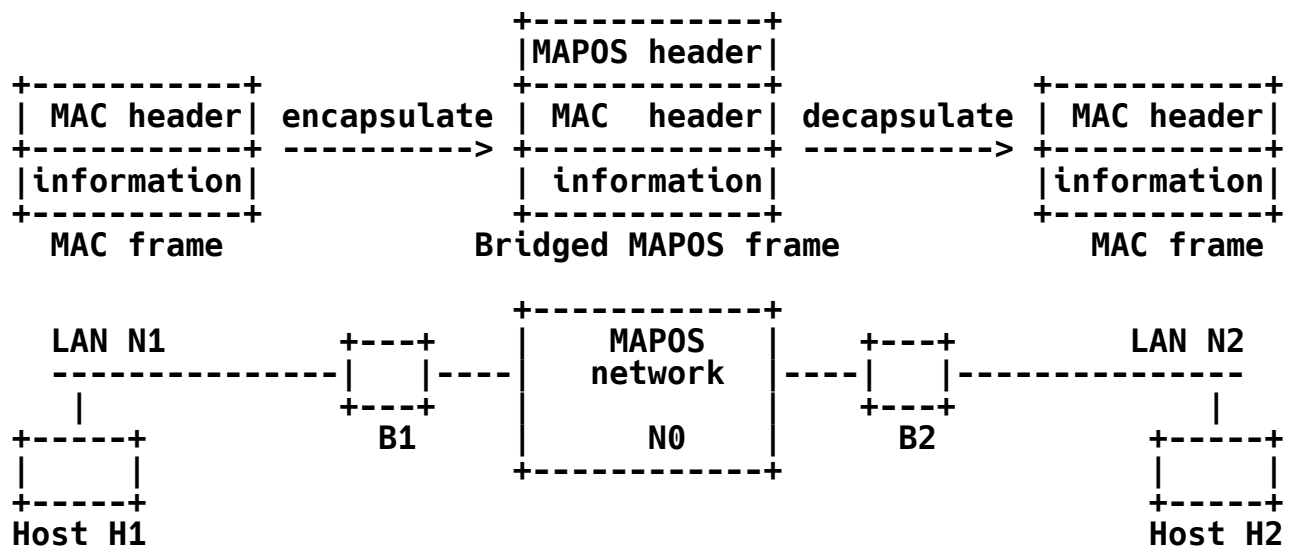 +------------+
                           |MAPOS header|
+-----------+              +------------+              +-----------+
|  MAC header| encapsulate | MAC  header| decapsulate | MAC header|
+-----------+ -----------> +------------+ ----------> +-----------+
|information|              | information|              |information|
+-----------+              +------------+              +-----------+
  MAC frame              Bridged MAPOS frame              MAC frame
                           +------------+
  LAN N1          +---+    |    MAPOS   |    +---+         LAN N2
  ---------------|   |----|   network  |----|   |---------------
   |              +---+    |            |    +---+             |
+-----+             B1     |     N0     |      B2           +-----+
|     |                    +------------+                   |     |
+-----+                                                     +-----+
Host H1                                                     Host H2